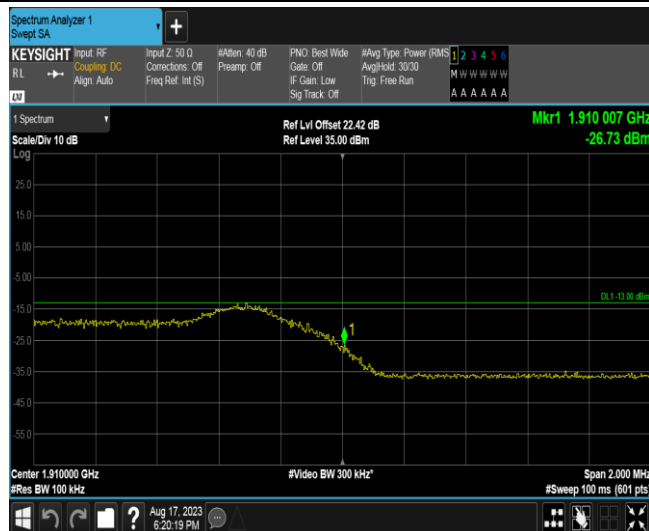 Spectrum Analyzer 1
Swept SA
KEYSIGHT
R L
LXI
Input: RF
Coupling: DC
Align: Auto
Input Z: 50 Ω
Corrections: Off
Freq Ref: Int (S)
#Atten: 40 dB
Preamp: Off
PNO: Best Wide
Gate: Off
IF Gain: Low
Sig Track: Off
#Avg Type: Power (RMS
Avg|Hold: 30/30
Trig: Free Run
1 2 3 4 5 6
M W W W W W
A A A A A A
1 Spectrum
Scale/Div 10 dB
Log
Ref Lvl Offset 22.42 dB
Ref Level 35.00 dBm
Mkr1 1.910 007 GHz
-26.73 dBm
25.0
15.0
5.00
-5.00
DL1 -13.00 dBm
-15.0
1
-25.0
-35.0
-45.0
-55.0
Center 1.910000 GHz
#Video BW 300 kHz*
Span 2.000 MHz
#Res BW 100 kHz
#Sweep 100 ms (601 pts)
?
Aug 17, 2023
6:20:19 PM